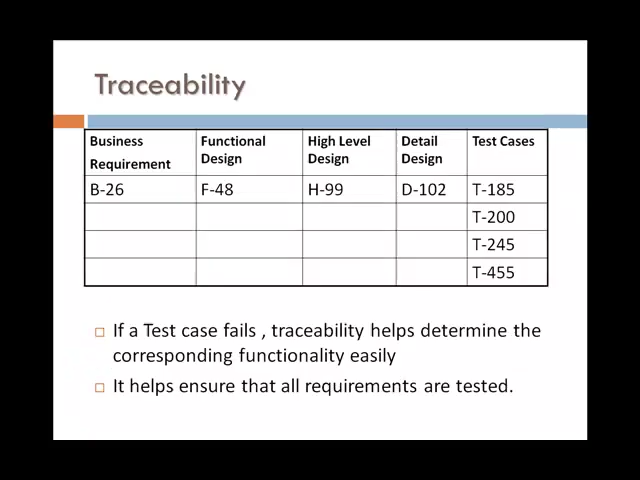 Traceability
Business Requirement Functional Design High Level Design Detail Design Test Cases
B-26 F-48 H-99 D-102 T-185
T-200
T-245
T-455
If a Test case fails , traceability helps determine the
corresponding functionality easily
It helps ensure that all requirements are tested.